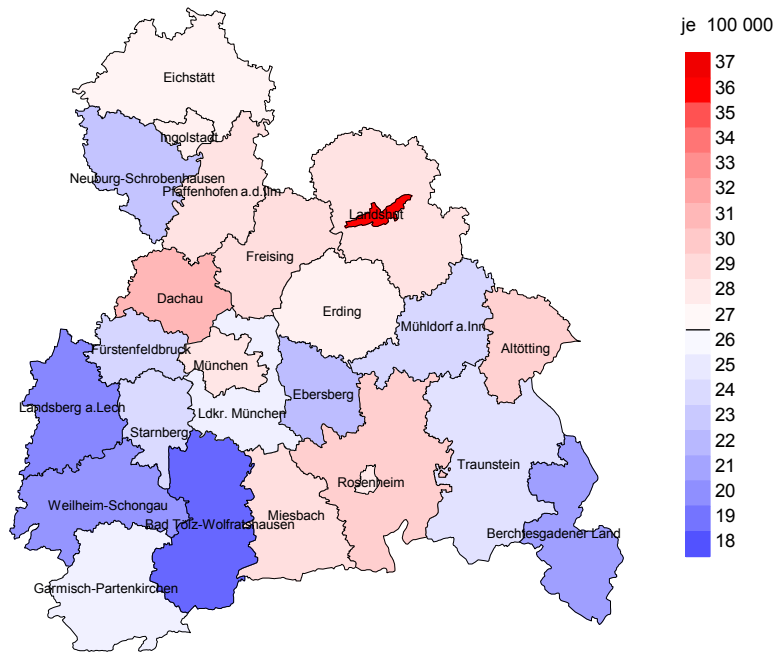 je 100 000
37
36
35
34
33
32
31
30
29
28
27
26
25
24
23
22
21
20
19
18
Eichstätt
Ingolstadt
Neuburg-Schrobenhausen
Pfaffenhofen a.d.Ilm
Landshut
Freising
Dachau
Erding
Mühldorf a.Inn
Altötting
Fürstenfeldbruck
München
Ebersberg
Landsberg a.Lech
Ldkr. München
Starnberg
Traunstein
Rosenheim
Weilheim-Schongau
Miesbach
Bad Tölz-Wolfratshausen
Berchtesgadener Land
Garmisch-Partenkirchen